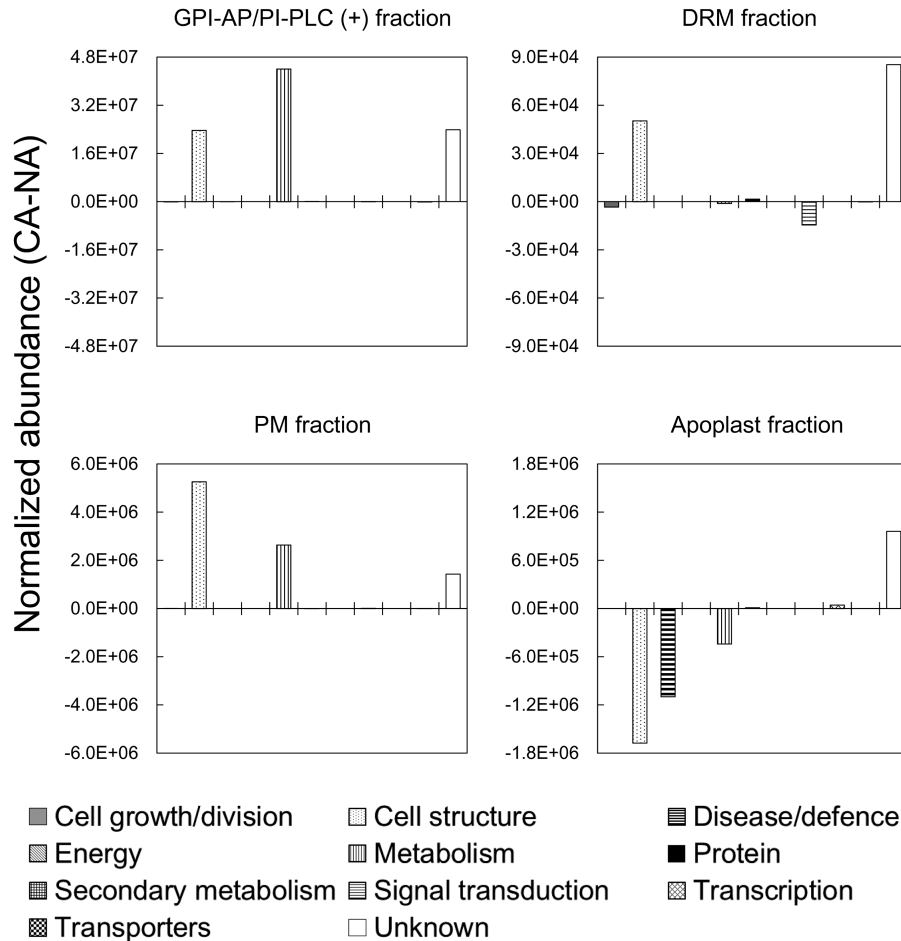 GPI-AP/PI-PLC (+) fraction
4.8E+07
3.2E+07
1.6E+07
0.0E+00
-1.6E+07
-3.2E+07
-4.8E+07
DRM fraction
9.0E+04
6.0E+04
3.0E+04
0.0E+00
-3.0E+04
-6.0E+04
-9.0E+04
Normalized abundance (CA-NA)
PM fraction
6.0E+06
4.0E+06
2.0E+06
0.0E+00
-2.0E+06
-4.0E+06
-6.0E+06
Apoplast fraction
1.8E+06
1.2E+06
6.0E+05
0.0E+00
-6.0E+05
-1.2E+06
-1.8E+06
Cell growth/division
Cell structure
Disease/defence
Energy
Metabolism
Protein
Secondary metabolism
Signal transduction
Transcription
Transporters
Unknown